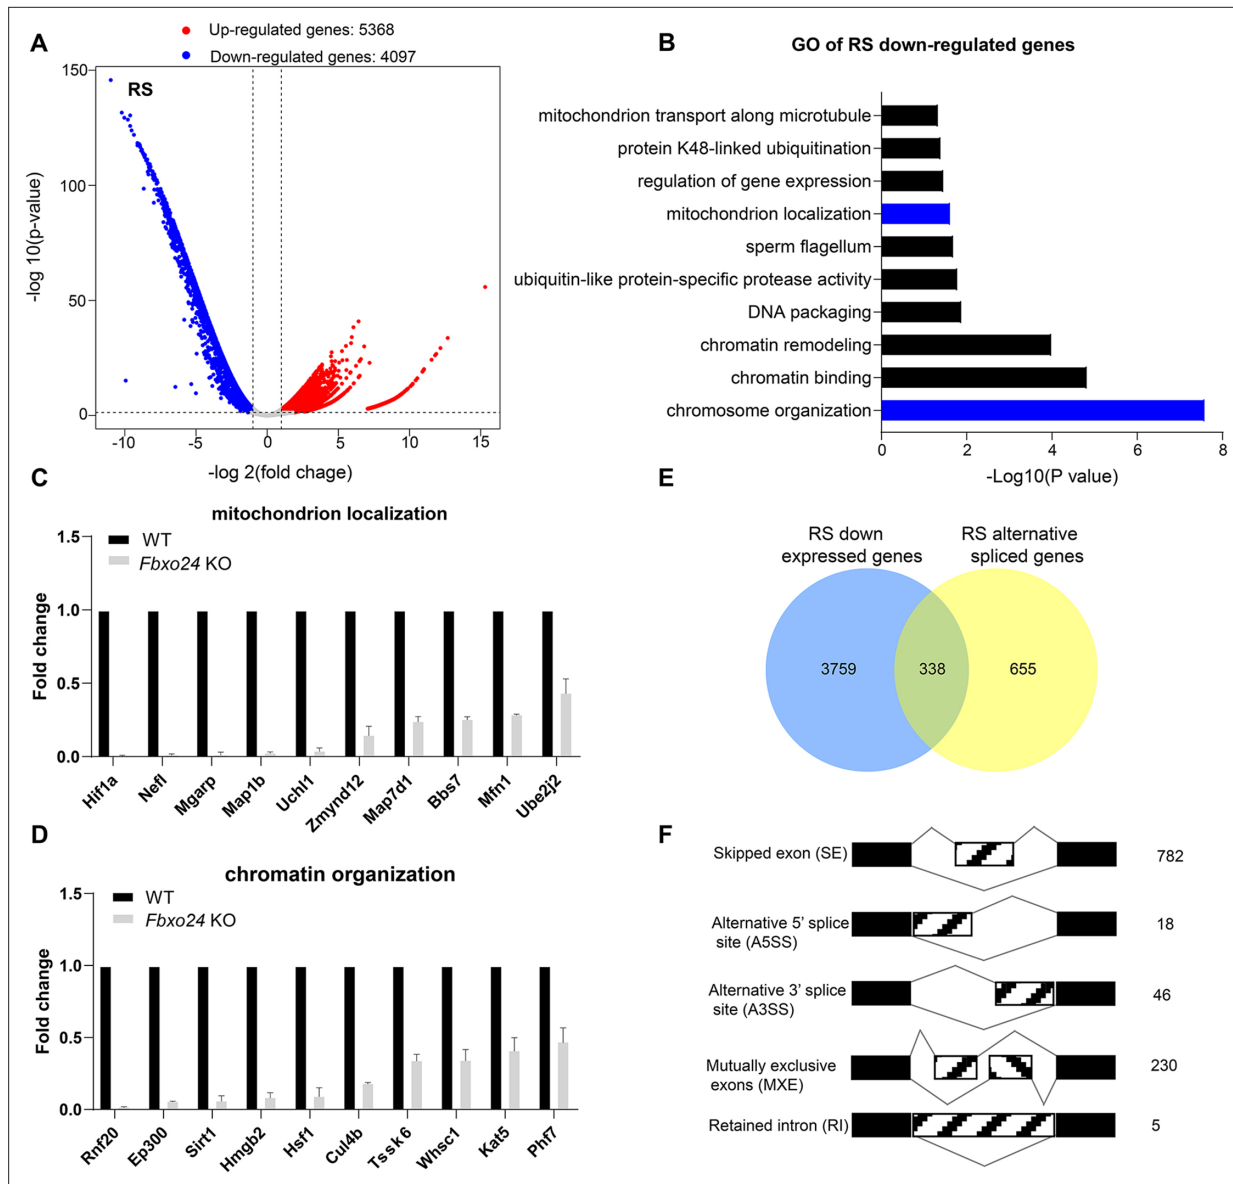 A
Up-regulated genes: 5368
Down-regulated genes: 4097
RS
150
100
50
0
-log 10(p-value)
-10
-5
0
5
10
15
-log 2(fold chage)
B
GO of RS down-regulated genes
mitochondrion transport along microtubule
protein K48-linked ubiquitination
regulation of gene expression
mitochondrion localization
sperm flagellum
ubiquitin-like protein-specific protease activity
DNA packaging
chromatin remodeling
chromatin binding
chromosome organization
0
2
4
6
8
-Log10(P value)
C
mitochondrion localization
WT
Fbxo24 KO
1.5
1.0
0.5
0.0
Fold change
Hif1a
Nefl
Mgarp
Map1b
Uchl1
Zmynd12
Map7d1
Bbs7
Mfn1
Ube2j2
D
chromatin organization
WT
Fbxo24 KO
1.5
1.0
0.5
0.0
Fold change
Rnf20
Ep300
Sirt1
Hmgb2
Hsf1
Cul4b
Tssk6
Whsc1
Kat5
Phf7
E
RS down
expressed genes
RS alternative
spliced genes
3759
338
655
F
Skipped exon (SE)
782
Alternative 5' splice
site (A5SS)
18
Alternative 3' splice
site (A3SS)
46
Mutually exclusive
exons (MXE)
230
Retained intron (RI)
5